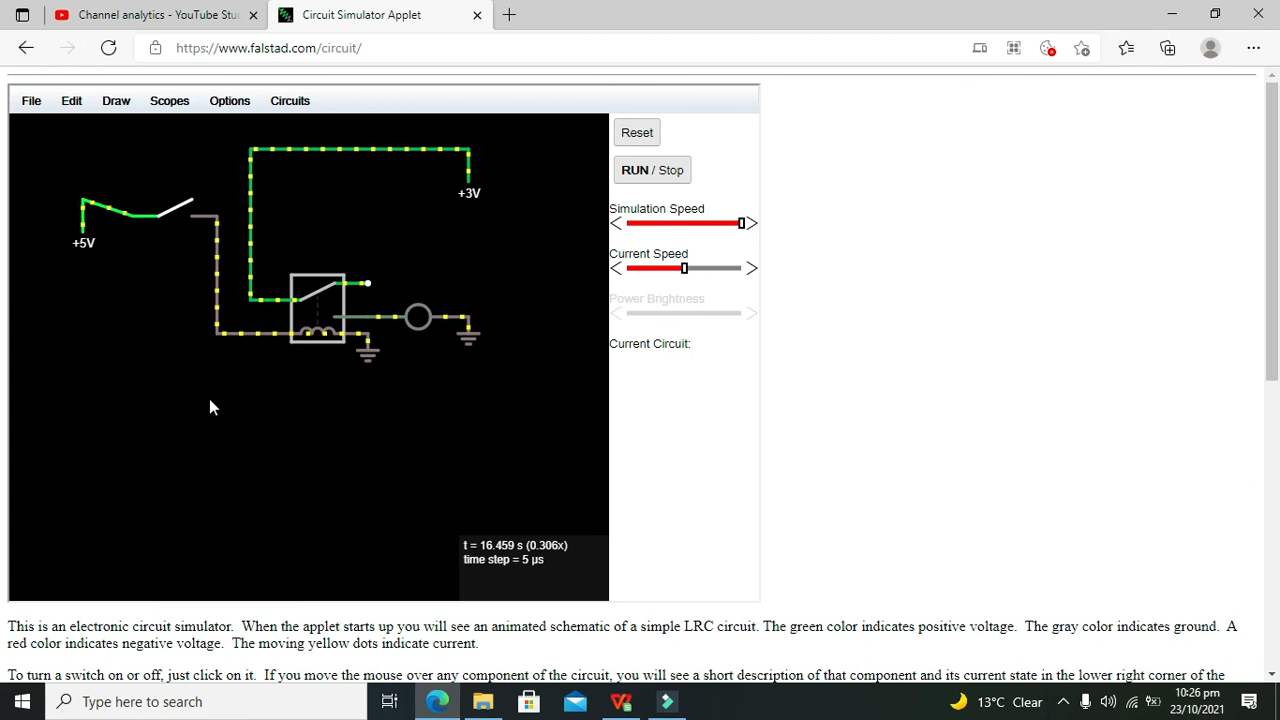 Channel analytics - YouTube Stu
Circuit Simulator Applet
https://www.falstad.com/circuit/
File Edit Draw Scopes Options Circuits
Reset
RUN / Stop
Simulation Speed
Current Speed
Power Brightness
Current Circuit:
+3V
+5V
t = 16.459 s (0.306x)
time step = 5 µs
This is an electronic circuit simulator. When the applet starts up you will see an animated schematic of a simple LRC circuit. The green color indicates positive voltage. The gray color indicates ground. A
red color indicates negative voltage. The moving yellow dots indicate current.
To turn a switch on or off, just click on it. If you move the mouse over any component of the circuit, you will see a short description of that component and its current state in the lower right corner of the
Type here to search
13°C Clear
10:26 pm
23/10/2021